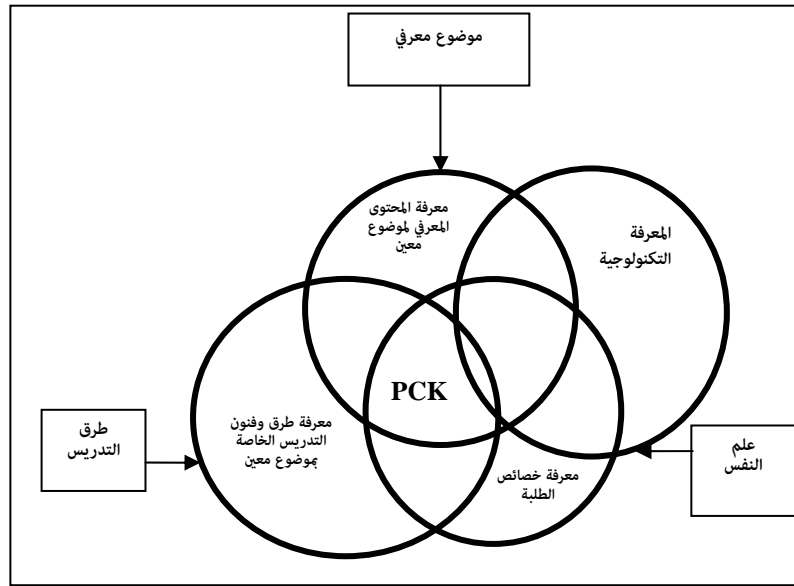 موضوع معرفي
معرفة المحتوى
المعرفي لموضوع
معين
المعرفة
التكنولوجية
PCK
طرق
التدريس
معرفة طرق وفنون
التدريس الخاصة
بموضوع معين
علم
النفس
معرفة خصائص
الطلبة